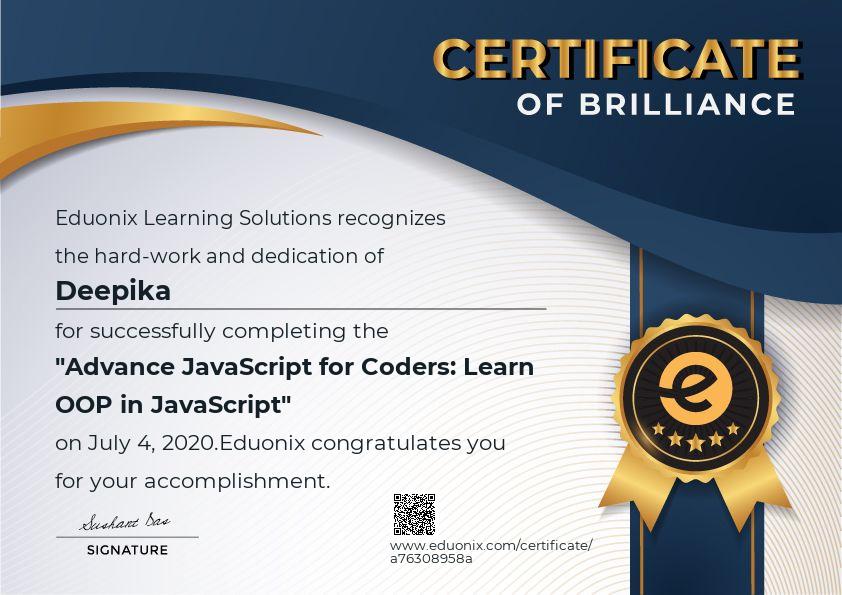 CERTIFICATE
OF BRILLIANCE
Eduonix Learning Solutions recognizes
the hard-work and dedication of
Deepika
for successfully completing the
"Advance JavaScript for Coders: Learn
OOP in JavaScript"
on July 4, 2020.Eduonix congratulates you
for your accomplishment.
Sushant Das
SIGNATURE
www.eduonix.com/certificate/
a76308958a